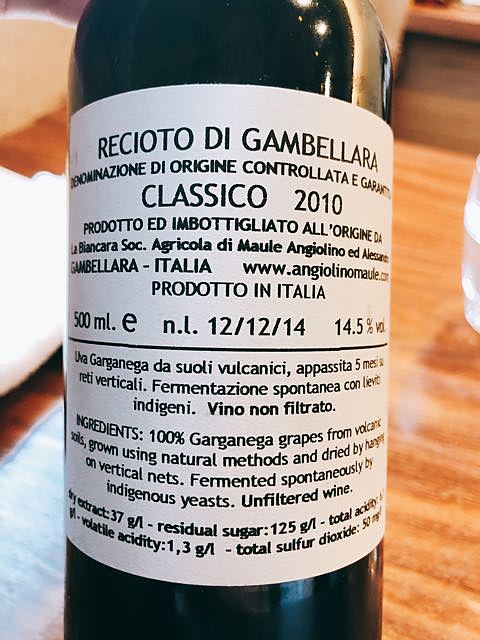 RECIOTO DI GAMBELLARA
DENOMINAZIONE DI ORIGINE CONTROLLATA E
CLASSICO 2010
PRODOTTO ED IMBOTTIGLIATO ALL'ORIGINE DA
La Biancara Soc. Agricola di Maule Angiolino ed
GAMBELLARA - ITALIA www.angiolinomaule.com
PRODOTTO IN ITALIA
500 ml. e n.l. 12/12/14 14.5 % vol.
Uva Garganega da suoli vulcanici, appassita 5 mesi su
reti verticali. Fermentazione spontanea con lieviti
indigeni. Vino non filtrato.
INGREDIENTS: 100% Garganega grapes from volcanic
soils, grown using natural methods and dried by hanging
on vertical nets. Fermented spontaneously by
indigenous yeasts. Unfiltered wine.
dry extract:37 g/l - residual sugar:125 g/l - total acidity:
g/l - volatile acidity:1,3 g/l - total sulfur dioxide: 50